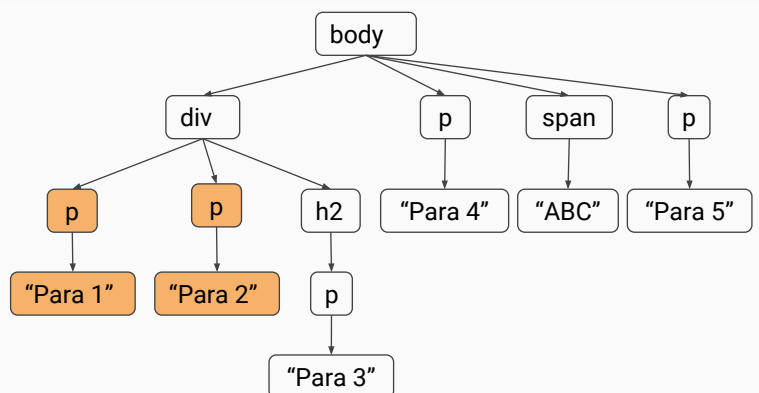 body
div
p
span
p
p
p
h2
“Para 4”
“ABC”
“Para 5”
“Para 1”
“Para 2”
p
“Para 3”